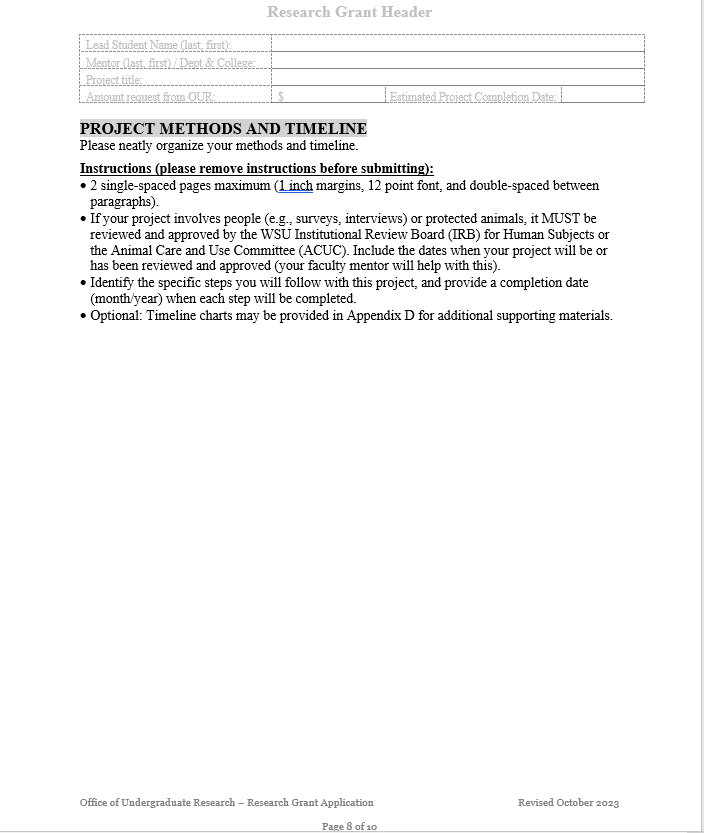 Research Grant Header
Lead Student Name (last, first):
Mentor (last, first) / Dept & College:
Project title:
Amount request from OUR: $ Estimated Project Completion Date:
PROJECT METHODS AND TIMELINE
Please neatly organize your methods and timeline.
Instructions (please remove instructions before submitting):
• 2 single-spaced pages maximum (1 inch margins, 12 point font, and double-spaced between
paragraphs).
• If your project involves people (e.g., surveys, interviews) or protected animals, it MUST be
reviewed and approved by the WSU Institutional Review Board (IRB) for Human Subjects or
the Animal Care and Use Committee (ACUC). Include the dates when your project will be or
has been reviewed and approved (your faculty mentor will help with this).
• Identify the specific steps you will follow with this project, and provide a completion date
(month/year) when each step will be completed.
• Optional: Timeline charts may be provided in Appendix D for additional supporting materials.
Office of Undergraduate Research – Research Grant Application Revised October 2023
Page 8 of 10